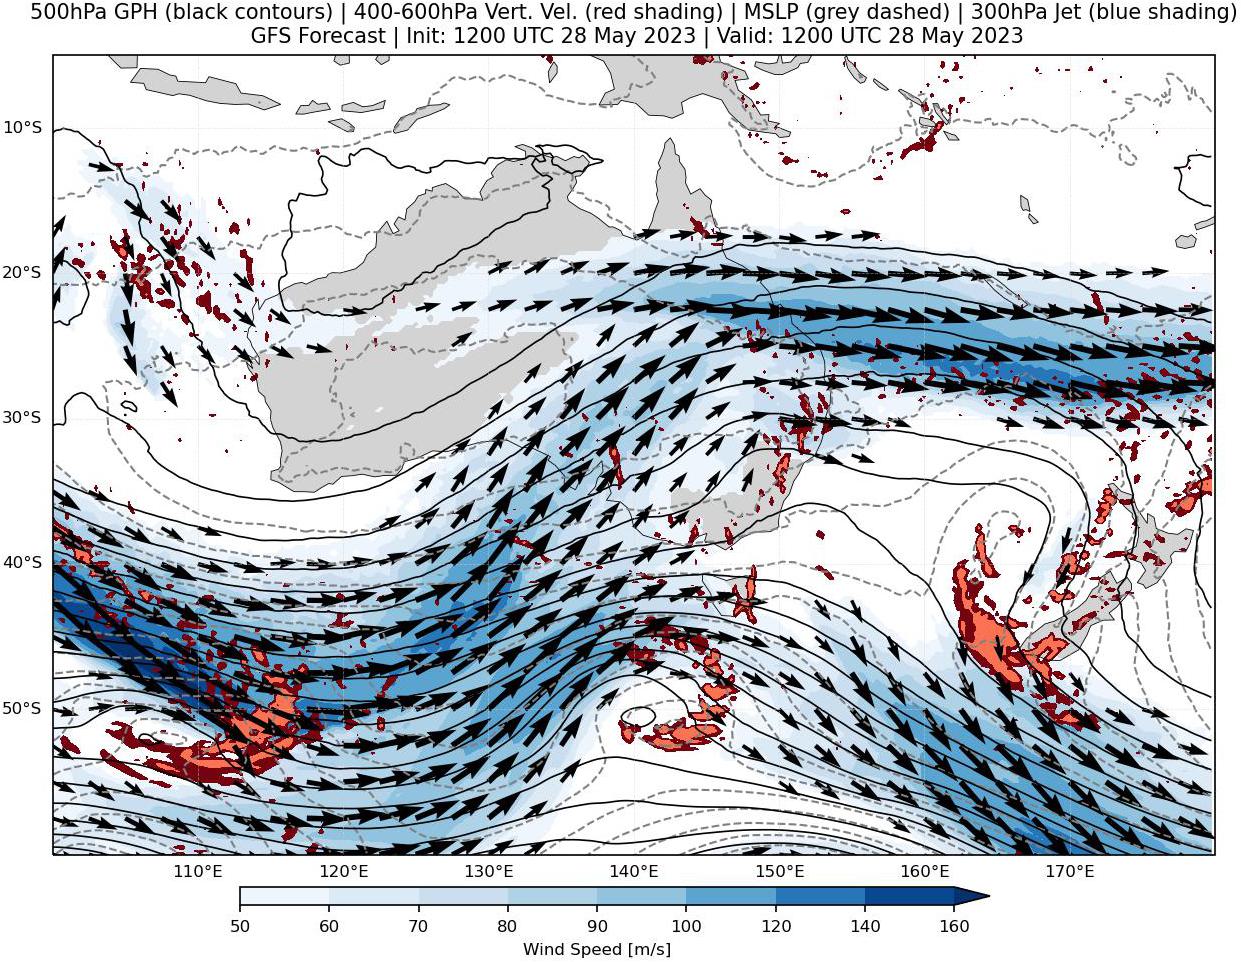 500hPa GPH (black contours) | 400-600hPa Vert. Vel. (red shading) | MSLP (grey dashed) | 300hPa Jet (blue shading)
GFS Forecast | Init: 1200 UTC 28 May 2023 | Valid: 1200 UTC 28 May 2023
10°S
20°S
30°S
40°S
50°S
110°E 120°E 130°E 140°E 150°E 160°E 170°E
50 60 70 80 90 100 120 140 160
Wind Speed [m/s]